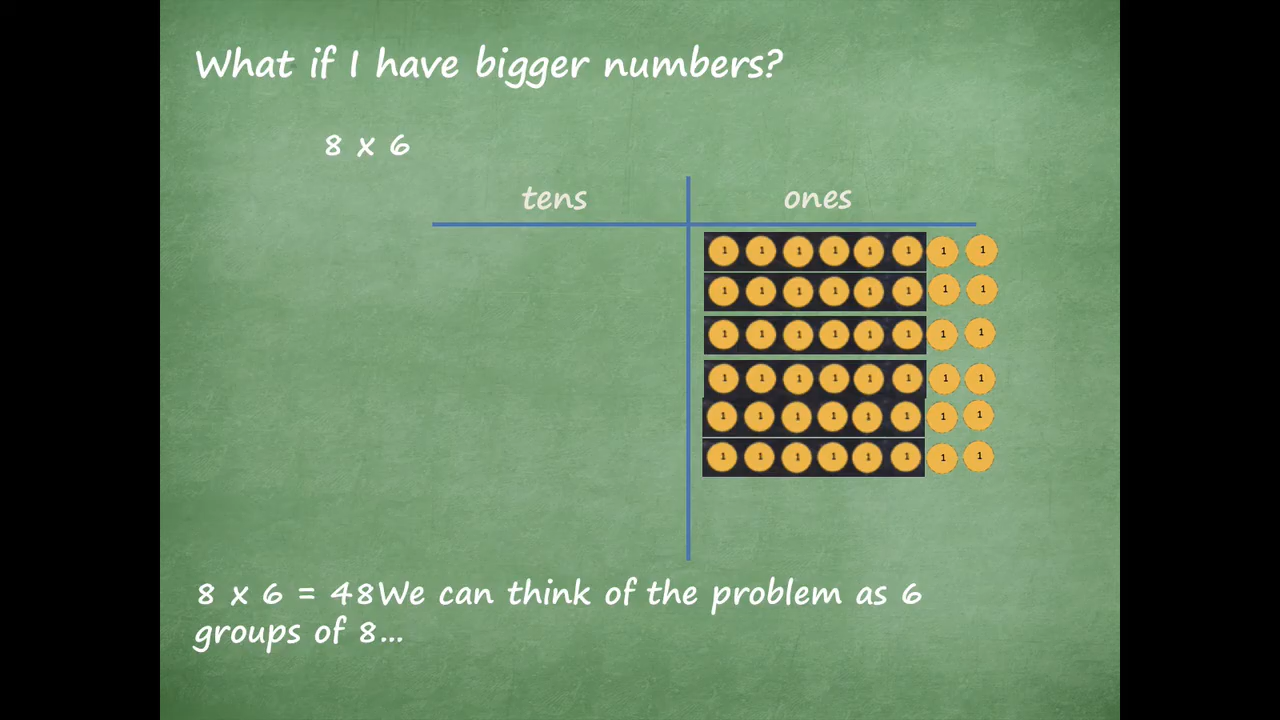 What if I have bigger numbers?
8 x 6
tens ones
1 1 1 1 1 1 1 1
1 1 1 1 1 1 1 1
1 1 1 1 1 1 1 1
1 1 1 1 1 1 1 1
1 1 1 1 1 1 1 1
1 1 1 1 1 1 1 1
8 x 6 = 48We can think of the problem as 6
groups of 8...